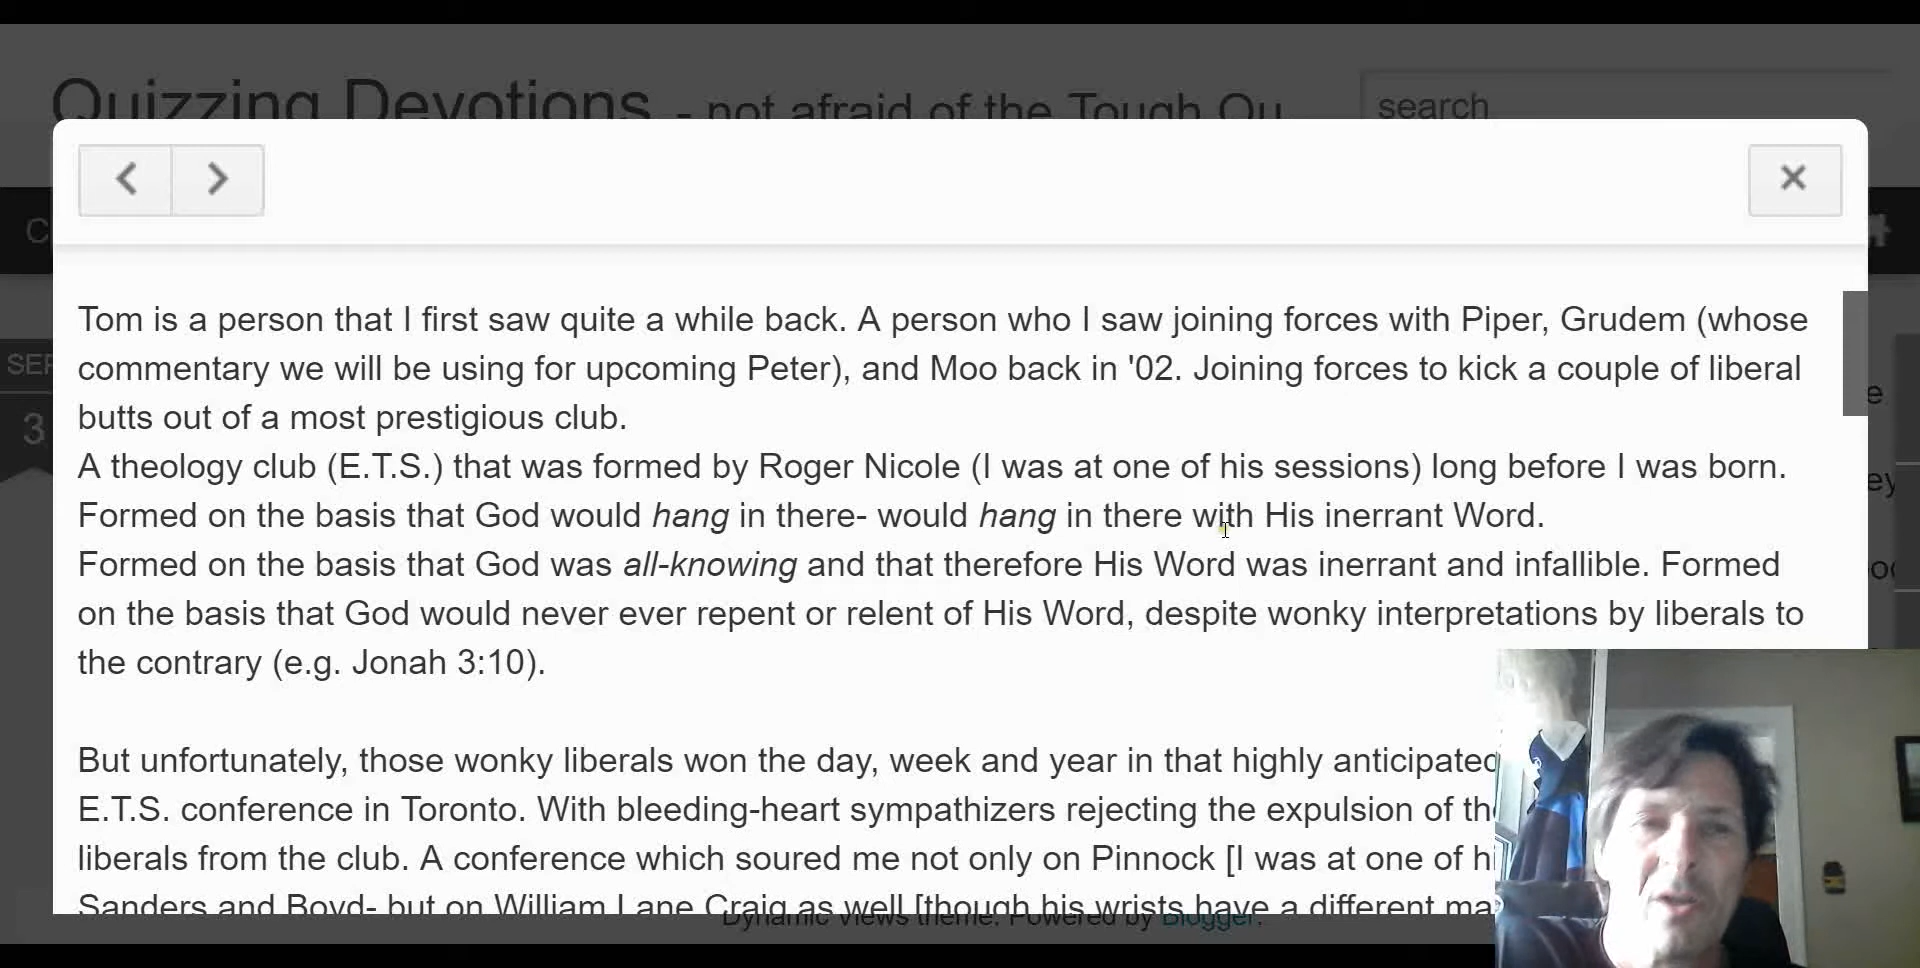 Quizzing Devotions - not afraid of the Tough Qu
search
Tom is a person that I first saw quite a while back. A person who I saw joining forces with Piper, Grudem (whose
commentary we will be using for upcoming Peter), and Moo back in '02. Joining forces to kick a couple of liberal
butts out of a most prestigious club.
A theology club (E.T.S.) that was formed by Roger Nicole (I was at one of his sessions) long before I was born.
Formed on the basis that God would hang in there- would hang in there with His inerrant Word.
Formed on the basis that God was all-knowing and that therefore His Word was inerrant and infallible. Formed
on the basis that God would never ever repent or relent of His Word, despite wonky interpretations by liberals to
the contrary (e.g. Jonah 3:10).
But unfortunately, those wonky liberals won the day, week and year in that highly anticipated
E.T.S. conference in Toronto. With bleeding-heart sympathizers rejecting the expulsion of
liberals from the club. A conference which soured me not only on Pinnock [I was at one of
Sanders and Boyd- but on William Lane Craig as well [though his wrists have a different
SEP
3
Dynamic Views theme. Powered by Blogger.